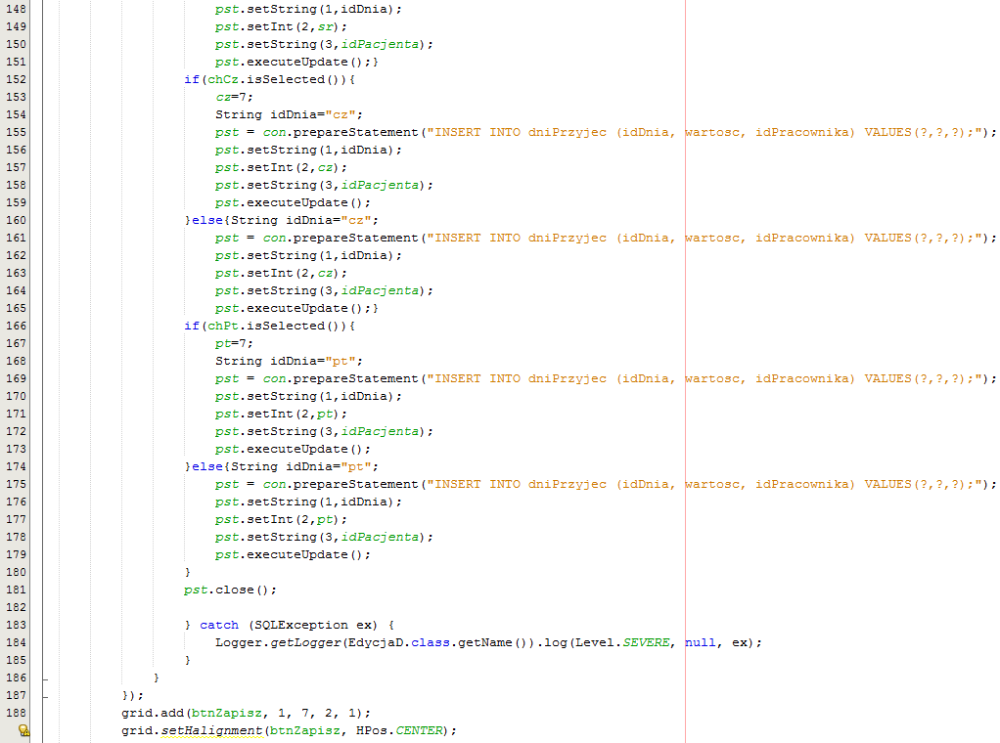 148 pst.setString(1,idDnia);
149 pst.setInt(2,sr);
150 pst.setString(3,idPacjenta);
151 pst.executeUpdate();}
152 if(chCz.isSelected()){
153 cz=7;
154 String idDnia="cz";
155 pst = con.prepareStatement("INSERT INTO dniPrzyjec (idDnia, wartosc, idPracownika) VALUES(?,?,?);");
156 pst.setString(1,idDnia);
157 pst.setInt(2,cz);
158 pst.setString(3,idPacjenta);
159 pst.executeUpdate();
160 }else{String idDnia="cz";
161 pst = con.prepareStatement("INSERT INTO dniPrzyjec (idDnia, wartosc, idPracownika) VALUES(?,?,?);");
162 pst.setString(1,idDnia);
163 pst.setInt(2,cz);
164 pst.setString(3,idPacjenta);
165 pst.executeUpdate();}
166 if(chPt.isSelected()){
167 pt=7;
168 String idDnia="pt";
169 pst = con.prepareStatement("INSERT INTO dniPrzyjec (idDnia, wartosc, idPracownika) VALUES(?,?,?);");
170 pst.setString(1,idDnia);
171 pst.setInt(2,pt);
172 pst.setString(3,idPacjenta);
173 pst.executeUpdate();
174 }else{String idDnia="pt";
175 pst = con.prepareStatement("INSERT INTO dniPrzyjec (idDnia, wartosc, idPracownika) VALUES(?,?,?);");
176 pst.setString(1,idDnia);
177 pst.setInt(2,pt);
178 pst.setString(3,idPacjenta);
179 pst.executeUpdate();
180 }
181 pst.close();
182
183 } catch (SQLException ex) {
184 Logger.getLogger(EdycjaD.class.getName()).log(Level.SEVERE, null, ex);
185 }
186 }
187 });
188 grid.add(btnZapisz, 1, 7, 2, 1);
grid.setHalignment(btnZapisz, HPos.CENTER);